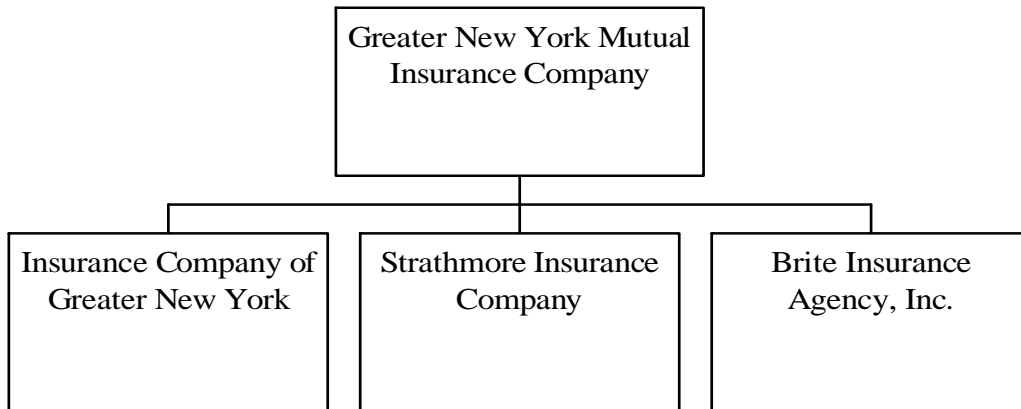 Greater New York Mutual
Insurance Company
Insurance Company of
Greater New York
Strathmore Insurance
Company
Brite Insurance
Agency, Inc.